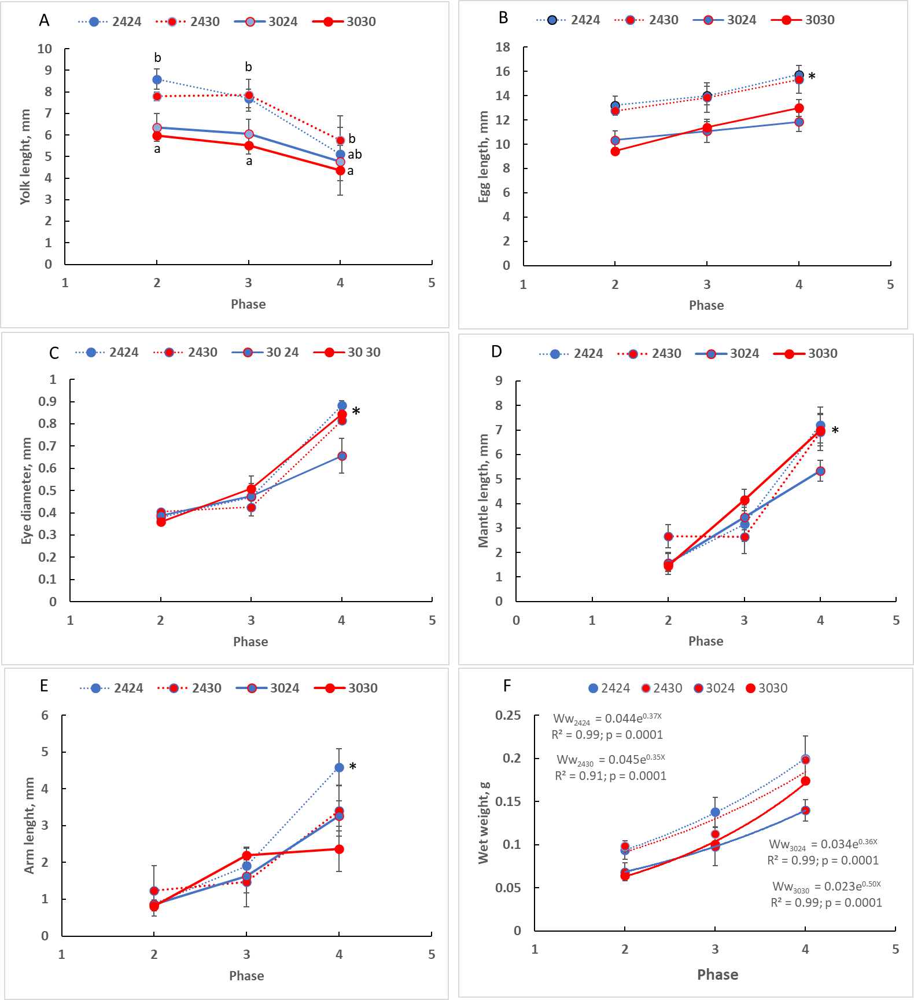 A 2424 2430 3024 3030
10
9
8
7
6
5
4
3
2
1
0
b
b
b
ab
a
a
a
Yolk lenght, mm
1 2 3 4 5
Phase
B 2424 2430 3024 3030
18
16
14
12
10
8
6
4
2
0
*
Egg length, mm
1 2 3 4 5
Phase
C 2424 2430 30 24 30 30
1
0.9
0.8
0.7
0.6
0.5
0.4
0.3
0.2
0.1
0
*
Eye diameter, mm
1 2 3 4 5
Phase
D 2424 2430 3024 3030
9
8
7
6
5
4
3
2
1
0
*
Mantle length, mm
0 1 2 3 4 5
Phase
E 2424 2430 3024 3030
6
5
4
3
2
1
0
*
Arm lenght, mm
1 2 3 4 5
Phase
F 2424 2430 3024 3030
0.25
0.2
0.15
0.1
0.05
0
Ww2424 = 0.044e0.37X
R² = 0.99; p = 0.0001
Ww2430 = 0.045e0.35X
R² = 0.91; p = 0.0001
Ww3024 = 0.034e0.36X
R² = 0.99; p = 0.0001
Ww3030 = 0.023e0.50X
R² = 0.99; p = 0.0001
Wet weight, g
1 2 3 4 5
Phase